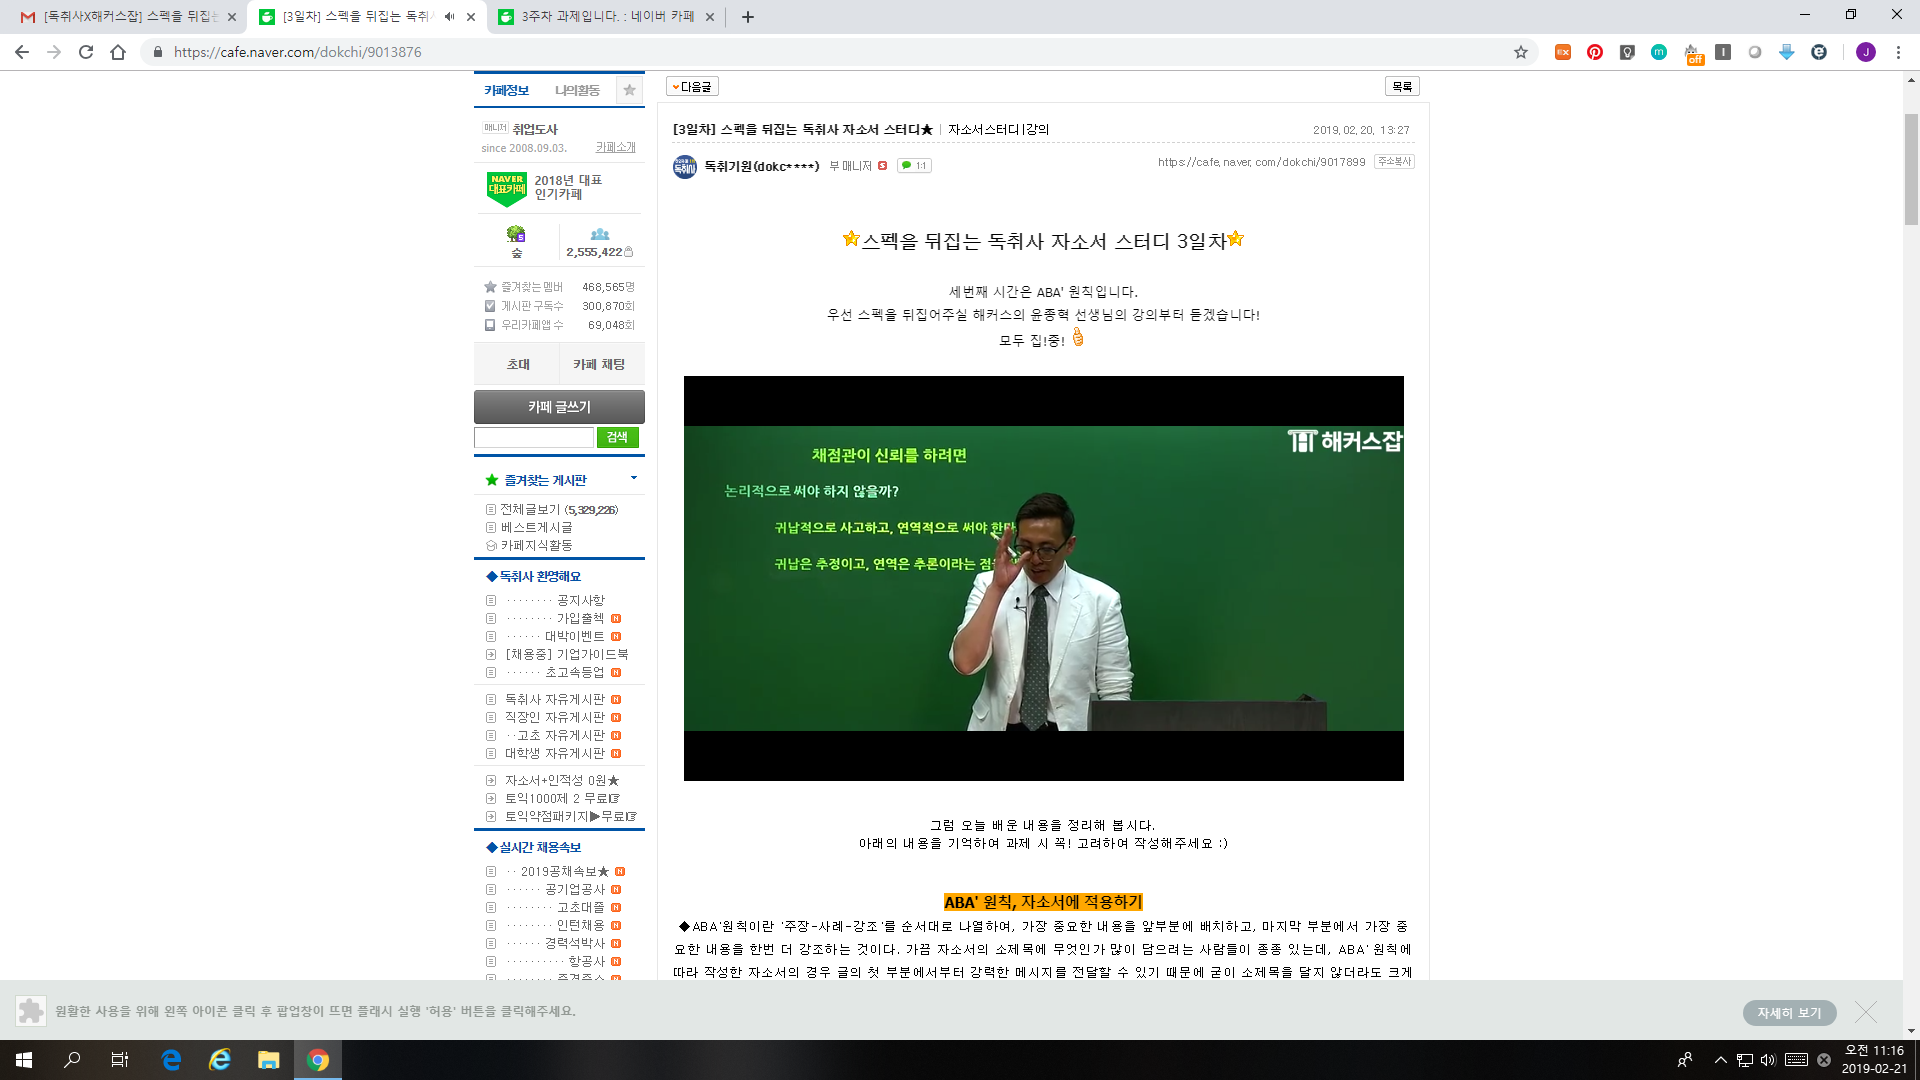 [독취사X해커스잡] 스펙을 뒤집는
[3일차] 스펙을 뒤집는 독취사
3주차 과제입니다. : 네이버 카페
https://cafe.naver.com/dokchi/9013876
off
J
카페정보 나의활동
매니저 취업도사
since 2008.09.03. 카페소개
NAVER 대표카페
2018년 대표
인기카페
숲 2,555,422
즐겨찾는 멤버 468,565명
게시판 구독수 300,870회
우리카페앱 수 69,048회
초대 카페 채팅
카페 글쓰기
검색
즐겨찾는 게시판
전체글보기 (5,329,226)
베스트게시글
카페지식활동
◆독취사 환영해요
········ 공지사항
········ 가입출첵
······ 대박이벤트
[채용중] 기업가이드북
······ 초고속등업
독취사 자유게시판
직장인 자유게시판
··고초 자유게시판
대학생 자유게시판
자소서+인적성 0원★
토익1000제 2 무료☞
토익약점패키지▶무료☞
◆실시간 채용속보
·· 2019공채속보★
······ 공기업공사
········ 고초대졸
········ 인턴채용
······ 경력석박사
·········· 항공사
다음글 목록
[3일차] 스펙을 뒤집는 독취사 자소서 스터디★ | 자소서스터디|강의 2019.02.20. 13:27
독취기원(dokc****) 부매니저 1:1 https://cafe.naver.com/dokchi/9017899 주소복사
스펙을 뒤집는 독취사 자소서 스터디 3일차
세번째 시간은 ABA' 원칙입니다.
우선 스펙을 뒤집어주실 해커스의 윤종혁 선생님의 강의부터 듣겠습니다!
모두 집!중!
해커스잡
채점관이 신뢰를 하려면
논리적으로 써야 하지 않을까?
귀납적으로 사고하고, 연역적으로 써야 한다
귀납은 추정이고, 연역은 추론이라는
그럼 오늘 배운 내용을 정리해 봅시다.
아래의 내용을 기억하여 과제 시 꼭! 고려하여 작성해주세요 :)
ABA' 원칙, 자소서에 적용하기
◆ABA'원칙이란 '주장-사례-강조'를 순서대로 나열하여, 가장 중요한 내용을 앞부분에 배치하고, 마지막 부분에서 가장 중
요한 내용을 한번 더 강조하는 것이다. 가끔 자소서의 소제목에 무엇인가 많이 담으려는 사람들이 종종 있는데, ABA' 원칙에
따라 작성한 자소서의 경우 글의 첫 부분에서부터 강력한 메시지를 전달할 수 있기 때문에 굳이 소제목을 달지 않더라도 크게
원활한 사용을 위해 왼쪽 아이콘 클릭 후 팝업창이 뜨면 플래시 실행 '허용' 버튼을 클릭해주세요.
자세히 보기
오전 11:16
2019-02-21